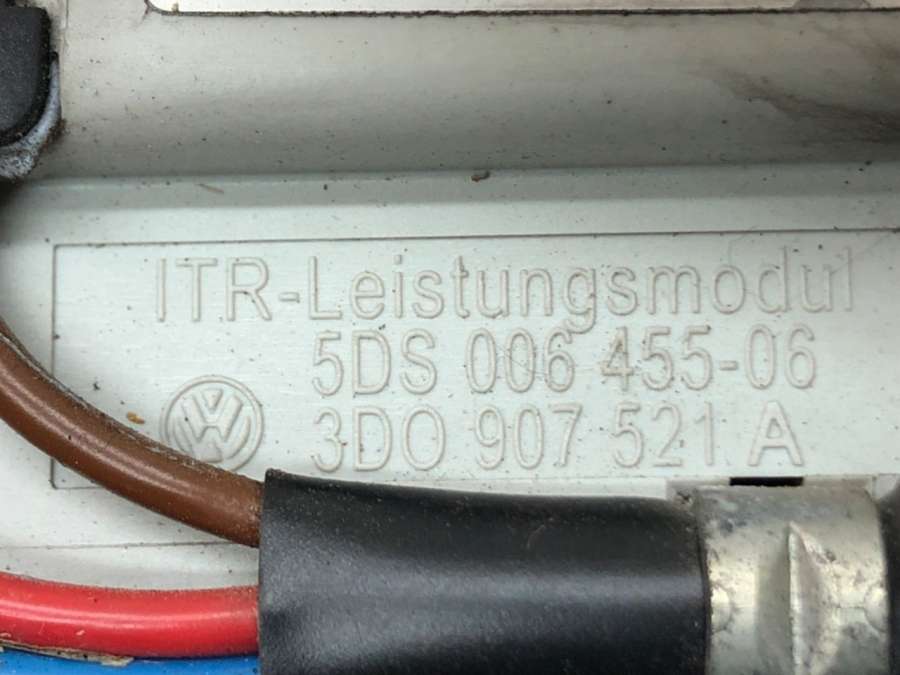 ITR-Leistungsmodul
5DS 006 455-06
3D0 907 521 A